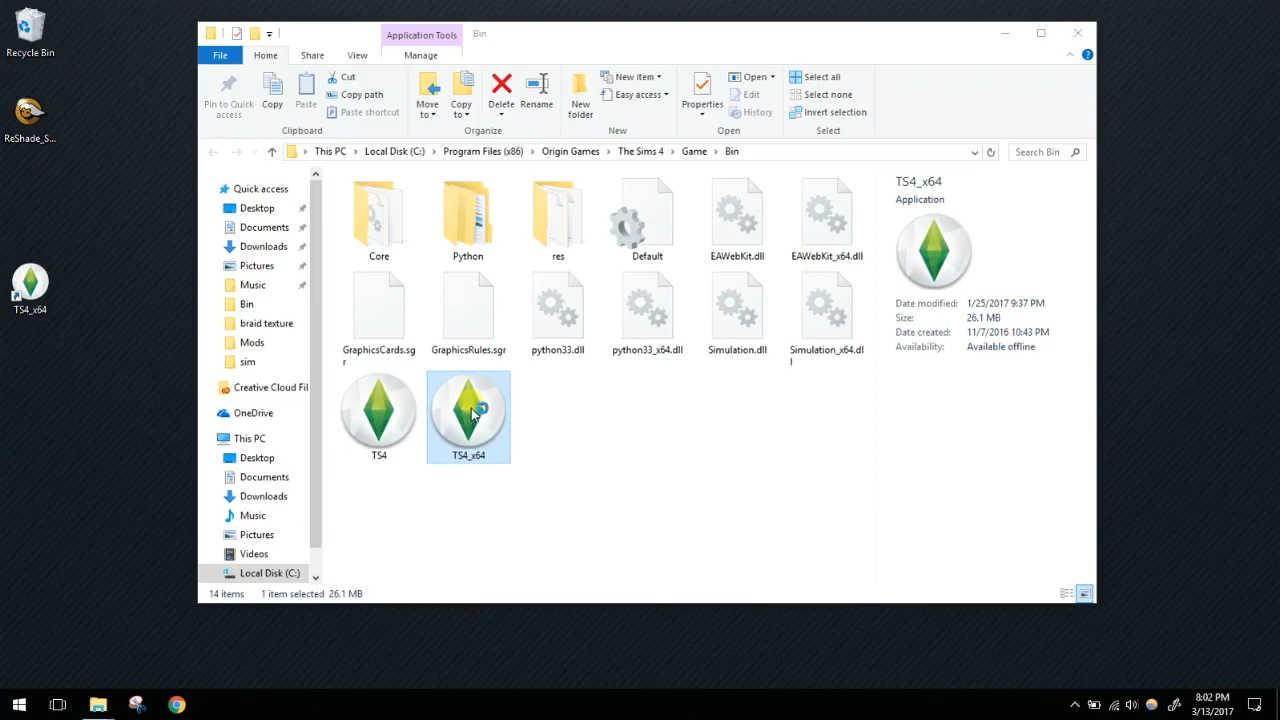 Recycle Bin
ReShade_S...
TS4_x64
Application Tools
Bin
File
Home
Share
View
Manage
Pin to Quick
access
Copy
Paste
Cut
Copy path
Paste shortcut
Clipboard
Move
to
Copy
to
Delete
Rename
Organize
New
folder
New item
Easy access
New
Properties
Open
Edit
History
Open
Select all
Select none
Invert selection
Select
This PC > Local Disk (C:) > Program Files (x86) > Origin Games > The Sims 4 > Game > Bin
Search Bin
Quick access
Desktop
Documents
Downloads
Pictures
Music
Bin
braid texture
Mods
sim
Creative Cloud Fil
OneDrive
This PC
Desktop
Documents
Downloads
Music
Pictures
Videos
Local Disk (C:)
Core
Python
res
Default
EAWebKit.dll
EAWebKit_x64.dll
GraphicsCards.sg
r
GraphicsRules.sgr
python33.dll
python33_x64.dll
Simulation.dll
Simulation_x64.dl
l
TS4
TS4_x64
TS4_x64
Application
Date modified: 1/25/2017 9:37 PM
Size: 26.1 MB
Date created: 11/7/2016 10:43 PM
Availability: Available offline
14 items
1 item selected 26.1 MB
8:02 PM
3/13/2017